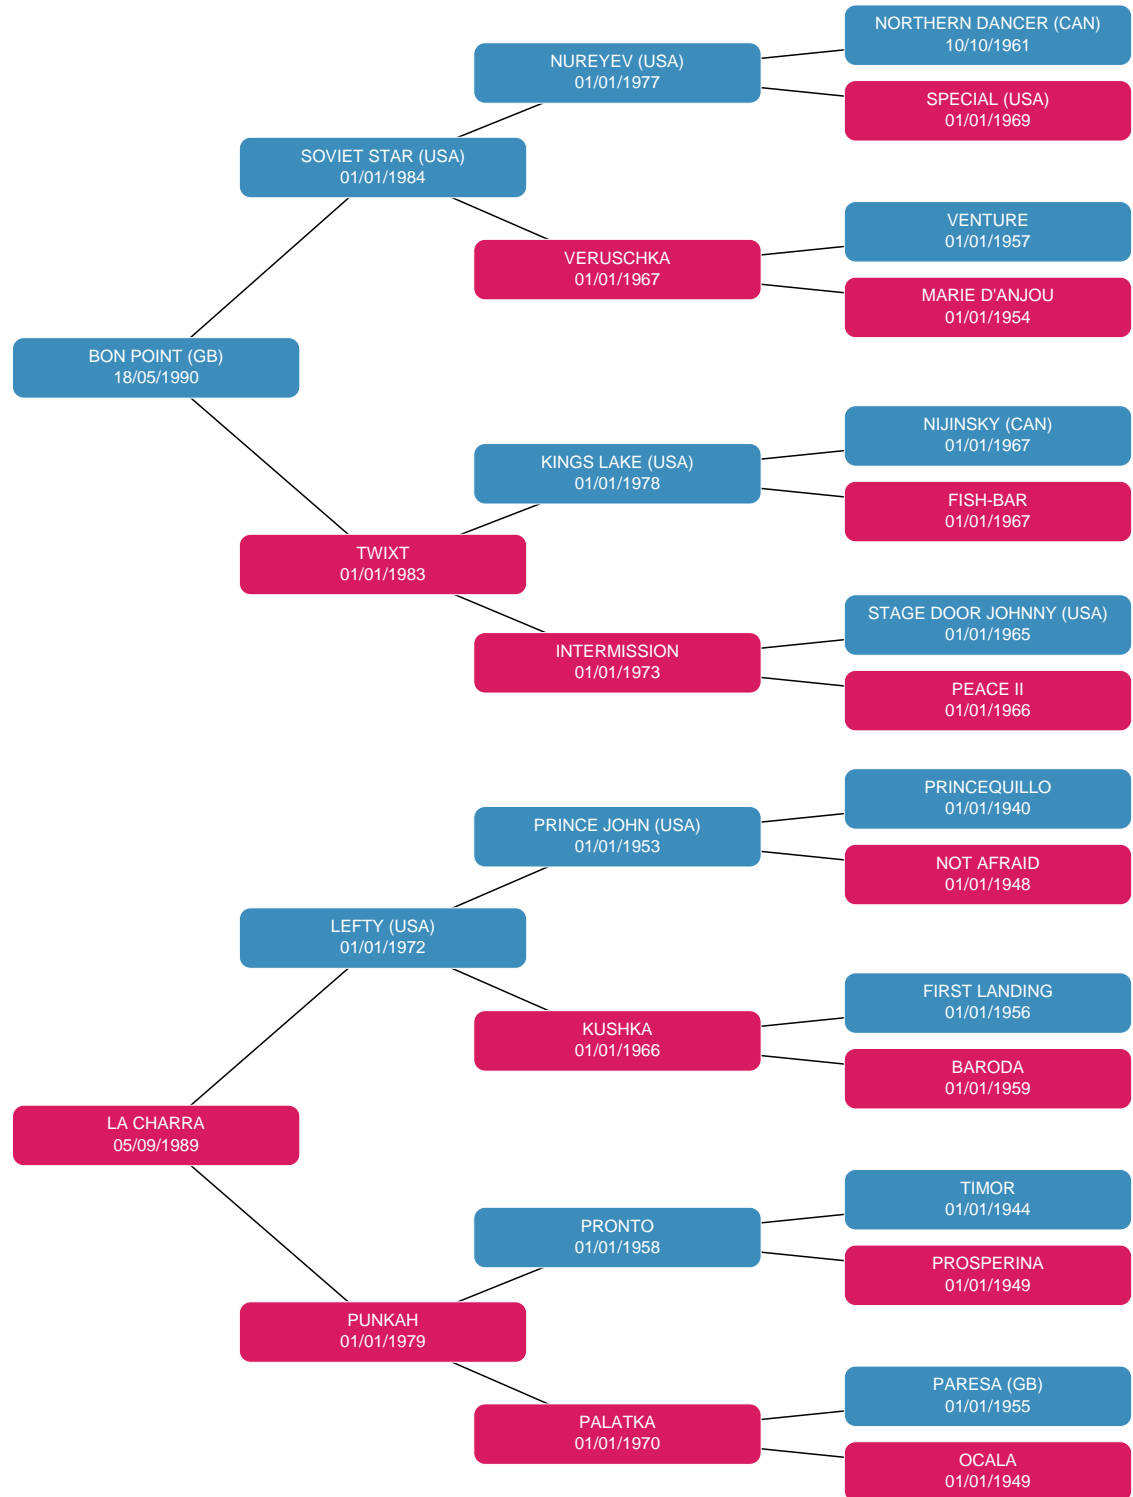 NORTHERN DANCER (CAN)
10/10/1961
NUREYEV (USA)
01/01/1977
SPECIAL (USA)
01/01/1969
SOVIET STAR (USA)
01/01/1984
VENTURE
01/01/1957
VERUSCHKA
01/01/1967
MARIE D'ANJOU
01/01/1954
BON POINT (GB)
18/05/1990
NIJINSKY (CAN)
01/01/1967
KINGS LAKE (USA)
01/01/1978
FISH-BAR
01/01/1967
TWIXT
01/01/1983
STAGE DOOR JOHNNY (USA)
01/01/1965
INTERMISSION
01/01/1973
PEACE II
01/01/1966
PRINCEQUILLO
01/01/1940
PRINCE JOHN (USA)
01/01/1953
NOT AFRAID
01/01/1948
LEFTY (USA)
01/01/1972
FIRST LANDING
01/01/1956
KUSHKA
01/01/1966
BARODA
01/01/1959
LA CHARRA
05/09/1989
TIMOR
01/01/1944
PRONTO
01/01/1958
PROSPERINA
01/01/1949
PUNKAH
01/01/1979
PARESA (GB)
01/01/1955
PALATKA
01/01/1970
OCALA
01/01/1949